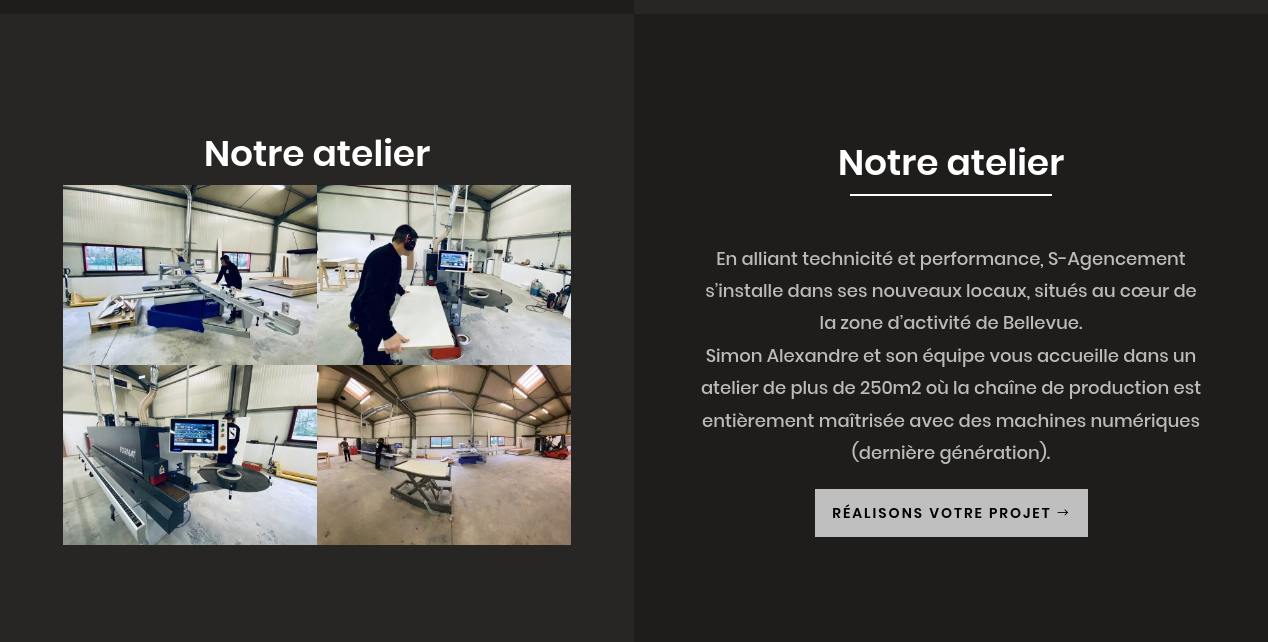 Notre atelier
Notre atelier
En alliant technicité et performance, S-Agencement
s’installe dans ses nouveaux locaux, situés au cœur de
la zone d’activité de Bellevue.
Simon Alexandre et son équipe vous accueille dans un
atelier de plus de 250m2 où la chaîne de production est
entièrement maîtrisée avec des machines numériques
(dernière génération).
RÉALISONS VOTRE PROJET →